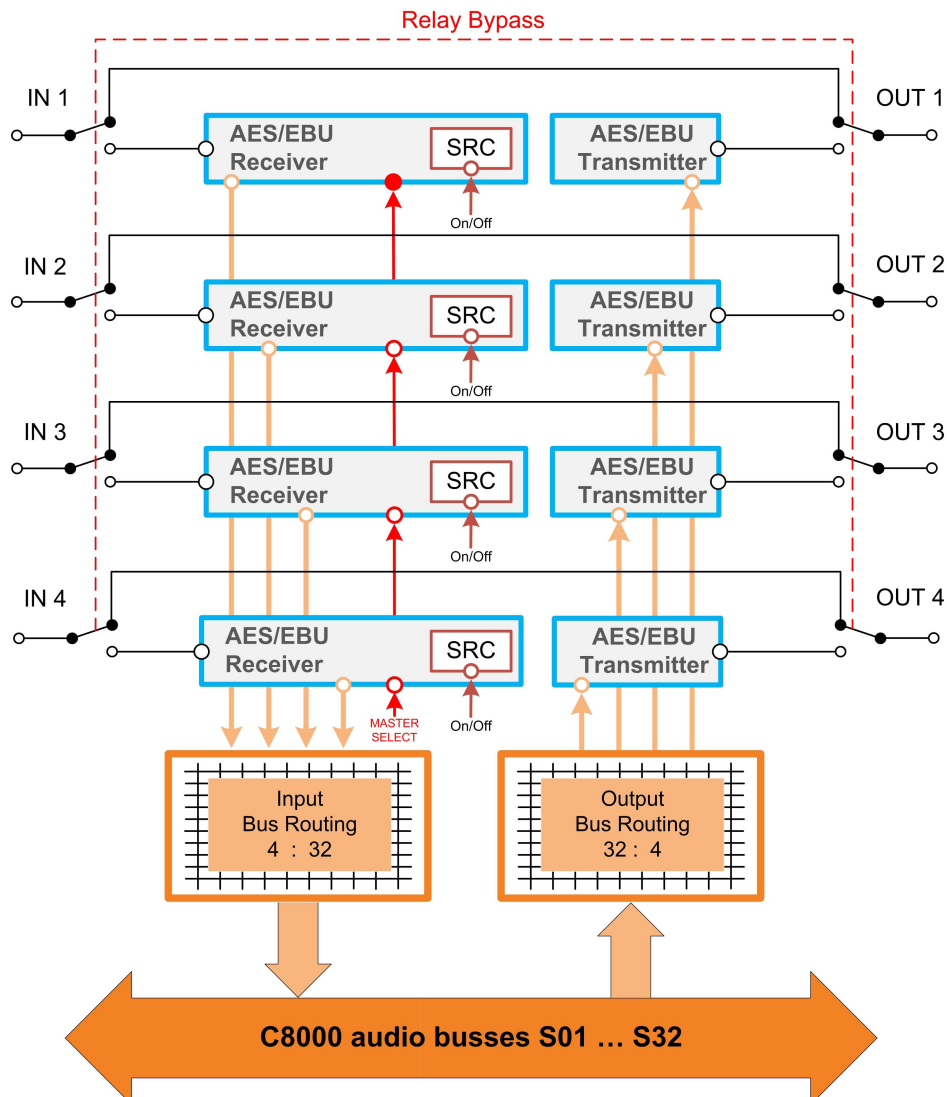 Relay Bypass
IN 1
OUT 1
AES/EBU
Receiver
SRC
On/Off
AES/EBU
Transmitter
IN 2
OUT 2
AES/EBU
Receiver
SRC
On/Off
AES/EBU
Transmitter
IN 3
OUT 3
AES/EBU
Receiver
SRC
On/Off
AES/EBU
Transmitter
IN 4
OUT 4
AES/EBU
Receiver
SRC
On/Off
AES/EBU
Transmitter
MASTER
SELECT
Input
Bus Routing
4 : 32
Output
Bus Routing
32 : 4
C8000 audio busses S01 ... S32